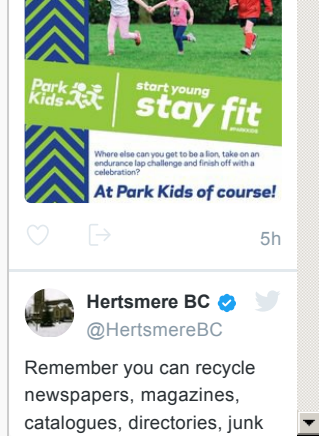 Park
Kids
start young
stay fit
#PARKKIDS
Where else can you get to be a lion, take on an
endurance lap challenge and finish off with a
celebration?
At Park Kids of course!
5h
Hertsmere BC
@HertsmereBC
Remember you can recycle
newspapers, magazines,
catalogues, directories, junk